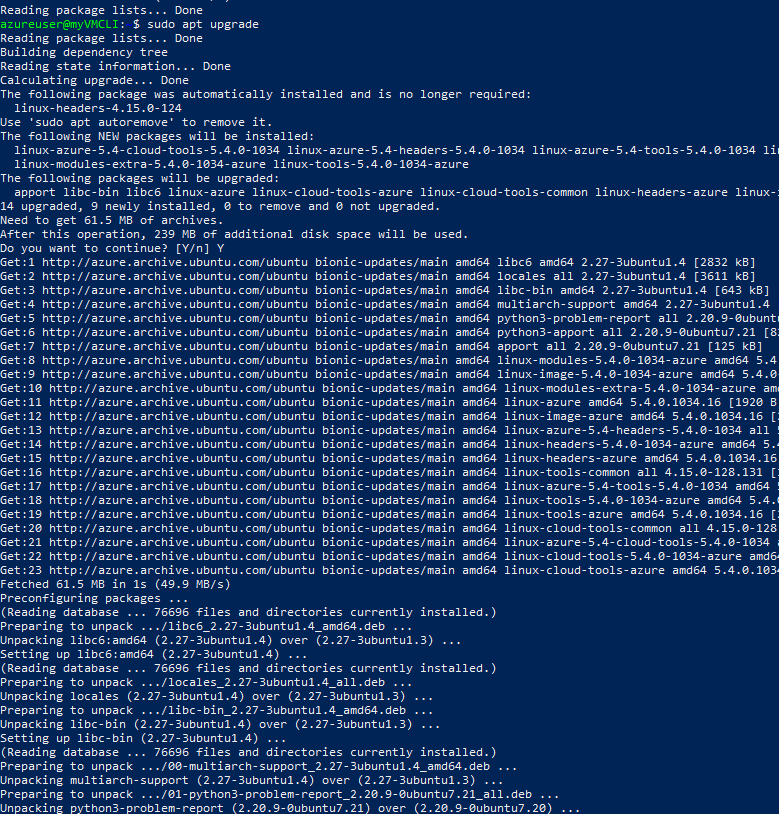 Reading package lists... Done
azureuser@myVMCLI: $ sudo apt upgrade
Reading package lists... Done
Building dependency tree
Reading state information... Done
Calculating upgrade... Done
The following package was automatically installed and is no longer required:
  linux-headers-4.15.0-124
Use 'sudo apt autoremove' to remove it.
The following NEW packages will be installed:
  linux-azure-5.4-cloud-tools-5.4.0-1034 linux-azure-5.4-headers-5.4.0-1034 linux-azure-5.4-tools-5.4.0-1034 li
  linux-modules-extra-5.4.0-1034-azure linux-tools-5.4.0-1034-azure
The following packages will be upgraded:
  apport libc-bin libc6 linux-azure linux-cloud-tools-azure linux-cloud-tools-common linux-headers-azure linux-
14 upgraded, 9 newly installed, 0 to remove and 0 not upgraded.
Need to get 61.5 MB of archives.
After this operation, 239 MB of additional disk space will be used.
Do you want to continue? [Y/n] Y
Get:1 http://azure.archive.ubuntu.com/ubuntu bionic-updates/main amd64 libc6 amd64 2.27-3ubuntu1.4 [2832 kB]
Get:2 http://azure.archive.ubuntu.com/ubuntu bionic-updates/main amd64 locales all 2.27-3ubuntu1.4 [3611 kB]
Get:3 http://azure.archive.ubuntu.com/ubuntu bionic-updates/main amd64 libc-bin amd64 2.27-3ubuntu1.4 [643 kB]
Get:4 http://azure.archive.ubuntu.com/ubuntu bionic-updates/main amd64 multiarch-support amd64 2.27-3ubuntu1.4
Get:5 http://azure.archive.ubuntu.com/ubuntu bionic-updates/main amd64 python3-problem-report all 2.20.9-0ubuntu
Get:6 http://azure.archive.ubuntu.com/ubuntu bionic-updates/main amd64 python3-apport all 2.20.9-0ubuntu7.21 [8
Get:7 http://azure.archive.ubuntu.com/ubuntu bionic-updates/main amd64 apport all 2.20.9-0ubuntu7.21 [125 kB]
Get:8 http://azure.archive.ubuntu.com/ubuntu bionic-updates/main amd64 linux-modules-5.4.0-1034-azure amd64 5.4
Get:9 http://azure.archive.ubuntu.com/ubuntu bionic-updates/main amd64 linux-image-5.4.0-1034-azure amd64 5.4.0-
Get:10 http://azure.archive.ubuntu.com/ubuntu bionic-updates/main amd64 linux-modules-extra-5.4.0-1034-azure am
Get:11 http://azure.archive.ubuntu.com/ubuntu bionic-updates/main amd64 linux-azure amd64 5.4.0.1034.16 [1920 B
Get:12 http://azure.archive.ubuntu.com/ubuntu bionic-updates/main amd64 linux-image-azure amd64 5.4.0.1034.16 [
Get:13 http://azure.archive.ubuntu.com/ubuntu bionic-updates/main amd64 linux-azure-5.4-headers-5.4.0-1034 all 5
Get:14 http://azure.archive.ubuntu.com/ubuntu bionic-updates/main amd64 linux-headers-5.4.0-1034-azure amd64 5.4
Get:15 http://azure.archive.ubuntu.com/ubuntu bionic-updates/main amd64 linux-headers-azure amd64 5.4.0.1034.16
Get:16 http://azure.archive.ubuntu.com/ubuntu bionic-updates/main amd64 linux-tools-common all 4.15.0-128.131 [
Get:17 http://azure.archive.ubuntu.com/ubuntu bionic-updates/main amd64 linux-azure-5.4-tools-5.4.0-1034 amd64 5
Get:18 http://azure.archive.ubuntu.com/ubuntu bionic-updates/main amd64 linux-tools-5.4.0-1034-azure amd64 5.4.0
Get:19 http://azure.archive.ubuntu.com/ubuntu bionic-updates/main amd64 linux-tools-azure amd64 5.4.0.1034.16 [
Get:20 http://azure.archive.ubuntu.com/ubuntu bionic-updates/main amd64 linux-cloud-tools-common all 4.15.0-128
Get:21 http://azure.archive.ubuntu.com/ubuntu bionic-updates/main amd64 linux-azure-5.4-cloud-tools-5.4.0-1034 a
Get:22 http://azure.archive.ubuntu.com/ubuntu bionic-updates/main amd64 linux-cloud-tools-5.4.0-1034-azure amd64
Get:23 http://azure.archive.ubuntu.com/ubuntu bionic-updates/main amd64 linux-cloud-tools-azure amd64 5.4.0.1034
Fetched 61.5 MB in 1s (49.9 MB/s)
Preconfiguring packages ...
(Reading database ... 76696 files and directories currently installed.)
Preparing to unpack .../libc6_2.27-3ubuntu1.4_amd64.deb ...
Unpacking libc6:amd64 (2.27-3ubuntu1.4) over (2.27-3ubuntu1.3) ...
Setting up libc6:amd64 (2.27-3ubuntu1.4) ...
(Reading database ... 76696 files and directories currently installed.)
Preparing to unpack .../locales_2.27-3ubuntu1.4_all.deb ...
Unpacking locales (2.27-3ubuntu1.4) over (2.27-3ubuntu1.3) ...
Preparing to unpack .../libc-bin_2.27-3ubuntu1.4_amd64.deb ...
Unpacking libc-bin (2.27-3ubuntu1.4) over (2.27-3ubuntu1.3) ...
Setting up libc-bin (2.27-3ubuntu1.4) ...
(Reading database ... 76696 files and directories currently installed.)
Preparing to unpack .../00-multiarch-support_2.27-3ubuntu1.4_amd64.deb ...
Unpacking multiarch-support (2.27-3ubuntu1.4) over (2.27-3ubuntu1.3) ...
Preparing to unpack .../01-python3-problem-report_2.20.9-0ubuntu7.21_all.deb ...
Unpacking python3-problem-report (2.20.9-0ubuntu7.21) over (2.20.9-0ubuntu7.20) ...